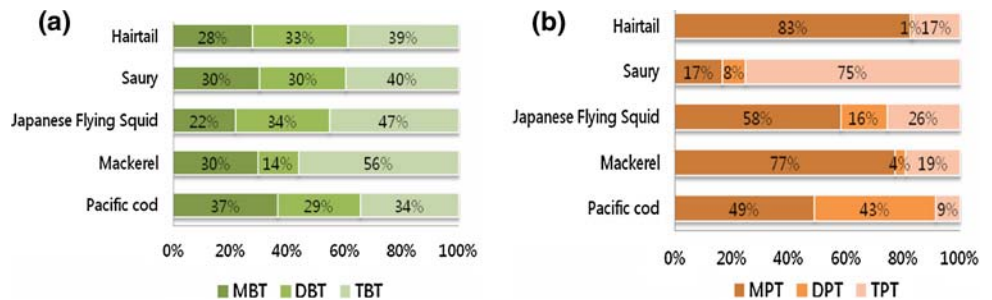 (a)
Hairtail 28% 33% 39%
Saury 30% 30% 40%
Japanese Flying Squid 22% 34% 47%
Mackerel 30% 14% 56%
Pacific cod 37% 29% 34%
0% 20% 40% 60% 80% 100%
MBT DBT TBT
(b)
Hairtail 83% 1% 17%
Saury 17% 8% 75%
Japanese Flying Squid 58% 16% 26%
Mackerel 77% 4% 19%
Pacific cod 49% 43% 9%
0% 20% 40% 60% 80% 100%
MPT DPT TPT